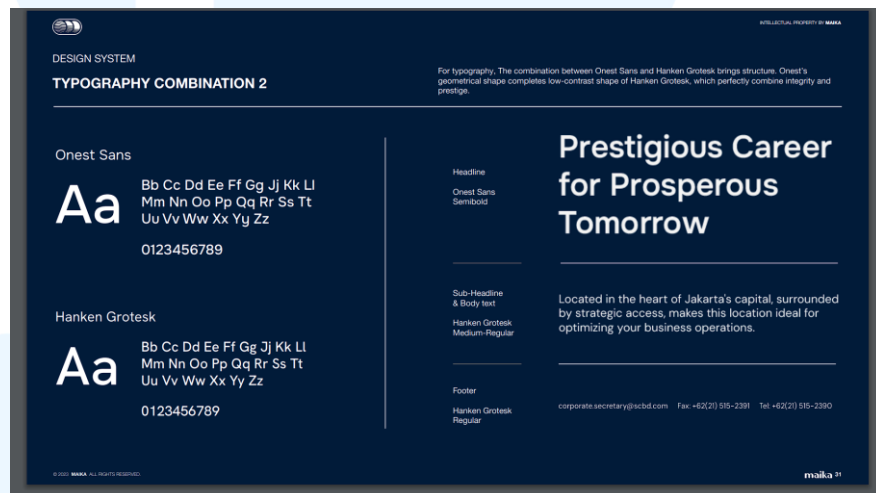 INTELLECTUAL PROPERTY BY MAIKA
DESIGN SYSTEM
TYPOGRAPHY COMBINATION 2
For typography, The combination between Onest Sans and Hanken Grotesk brings structure. Onest's
geometrical shape completes low-contrast shape of Hanken Grotesk, which perfectly combine integrity and
prestige.
Onest Sans
Aa
Bb Cc Dd Ee Ff Gg Jj Kk Ll
Mm Nn Oo Pp Qq Rr Ss Tt
Uu Vv Ww Xx Yy Zz
0123456789
Hanken Grotesk
Aa
Bb Cc Dd Ee Ff Gg Jj Kk Ll
Mm Nn Oo Pp Qq Rr Ss Tt
Uu Vv Ww Xx Yy Zz
0123456789
Headline
Onest Sans
Semibold
Prestigious Career
for Prosperous
Tomorrow
Sub-Headline
& Body text
Hanken Grotesk
Medium-Regular
Located in the heart of Jakarta's capital, surrounded
by strategic access, makes this location ideal for
optimizing your business operations.
Footer
Hanken Grotesk
Regular
corporate.secretary@scbd.com Fax: +62(21) 515-2391 Tel: +62(21) 515-2390
MAIKA ALL RIGHTS RESERVED.
maika 31